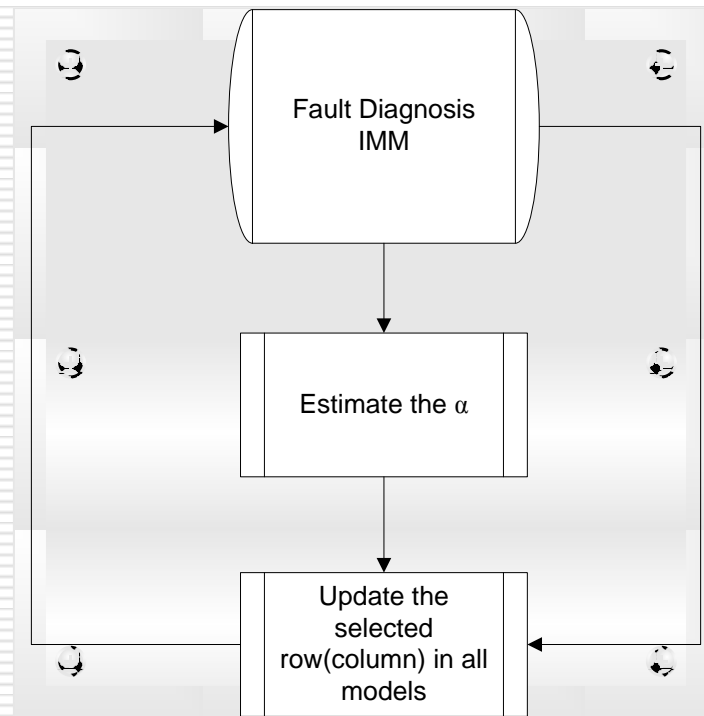 Fault Diagnosis
IMM
Estimate the α
Update the
selected
row(column) in all
models